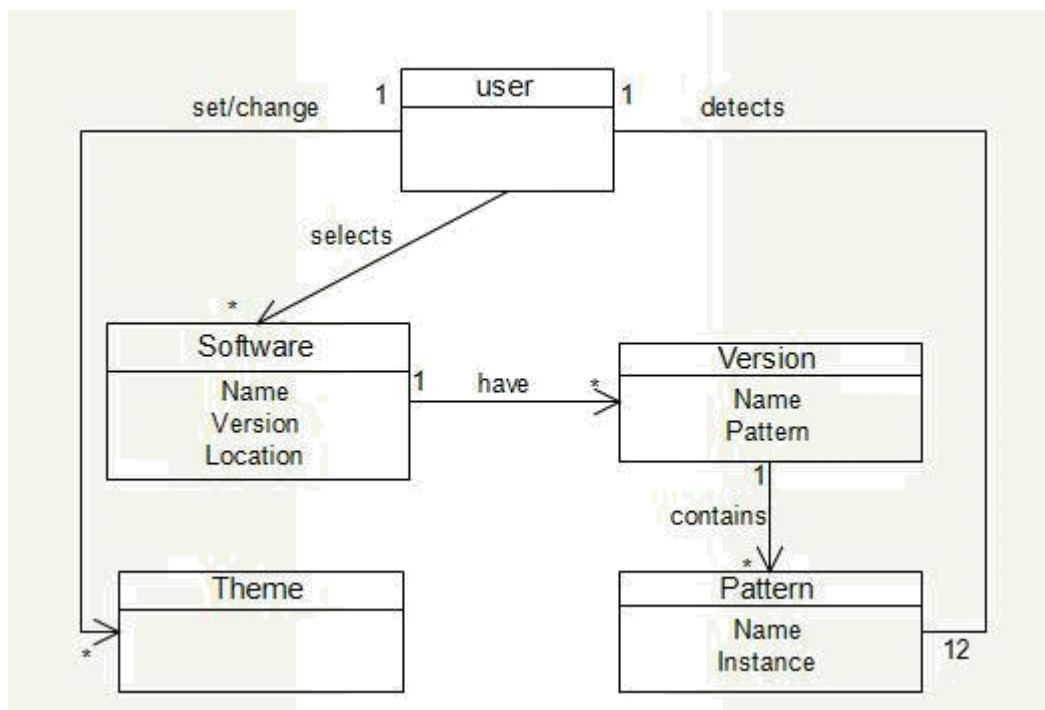 user
1
1
set/change
detects
selects
*
Software
Name
Version
Location
1
have
*
Version
Name
Pattern
1
contains
*
Theme
*
Pattern
Name
Instance
12